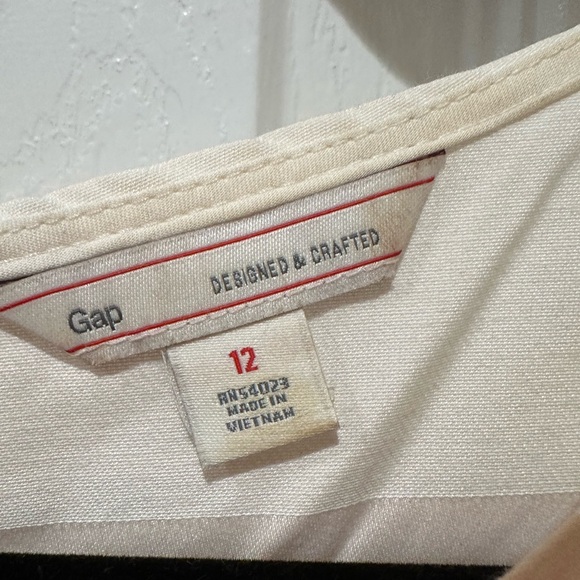 Gap DESIGNED & CRAFTED
12
RN54023
MADE IN
VIETNAM